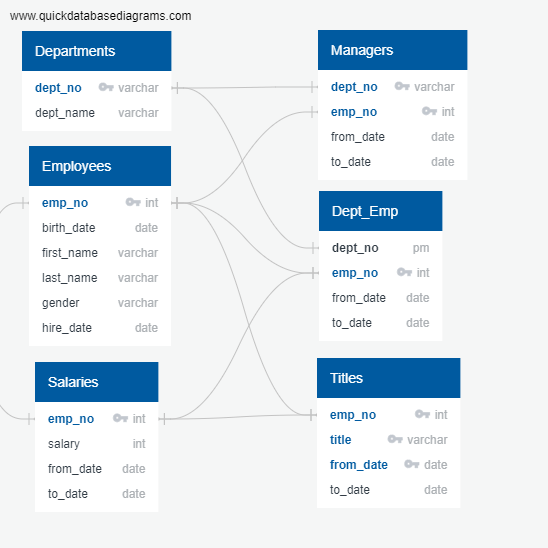 www.quickdatabasediagrams.com
Departments
dept_no varchar
dept_name varchar
Employees
emp_no int
birth_date date
first_name varchar
last_name varchar
gender varchar
hire_date date
Salaries
emp_no int
salary int
from_date date
to_date date
Managers
dept_no varchar
emp_no int
from_date date
to_date date
Dept_Emp
dept_no pm
emp_no int
from_date date
to_date date
Titles
emp_no int
title varchar
from_date date
to_date date